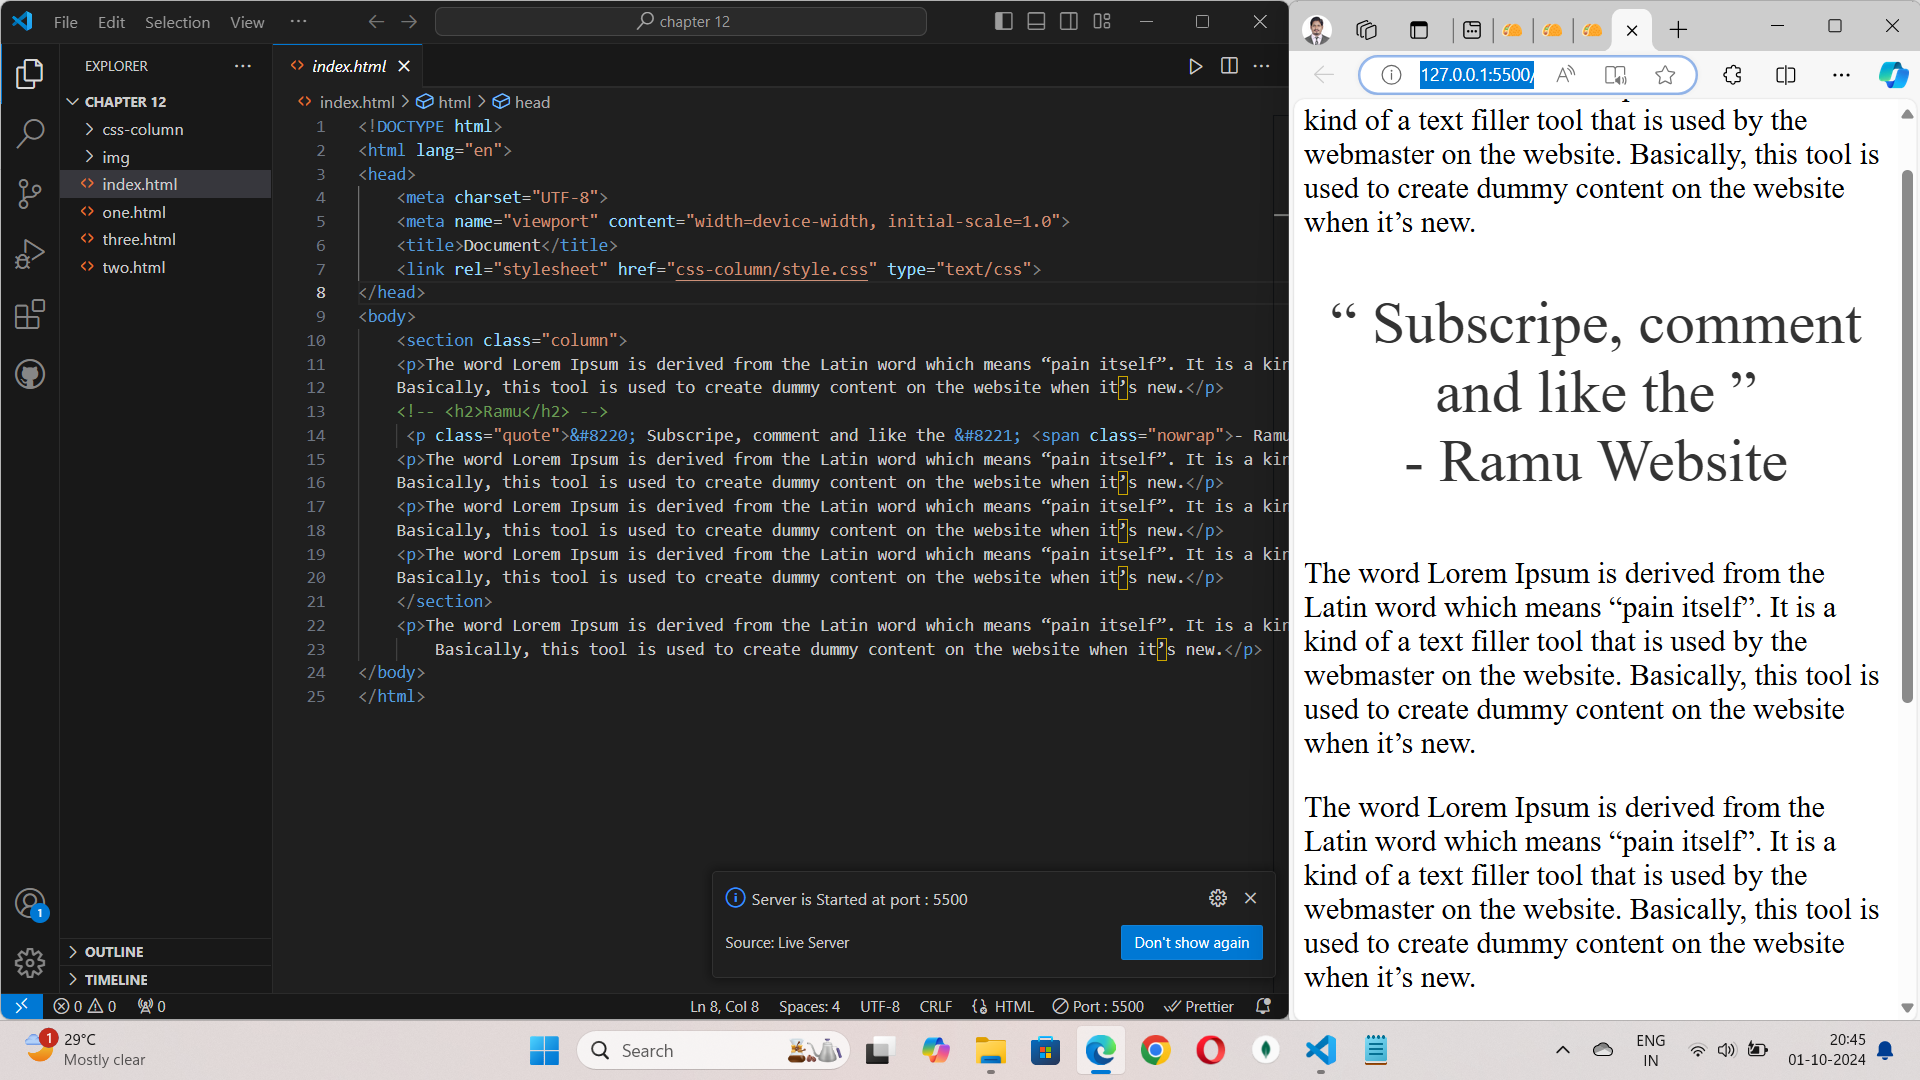 File Edit Selection View ···
chapter 12
EXPLORER
CHAPTER 12
css-column
img
index.html
one.html
three.html
two.html
OUTLINE
TIMELINE
index.html
index.html > html > head
1 <!DOCTYPE html>
2 <html lang="en">
3 <head>
4 <meta charset="UTF-8">
5 <meta name="viewport" content="width=device-width, initial-scale=1.0">
6 <title>Document</title>
7 <link rel="stylesheet" href="css-column/style.css" type="text/css">
8 </head>
9 <body>
10 <section class="column">
11 <p>The word Lorem Ipsum is derived from the Latin word which means “pain itself”. It is a kin
12 Basically, this tool is used to create dummy content on the website when it’s new.</p>
13 <!-- <h2>Ramu</h2> -->
14 <p class="quote">&#8220; Subscripe, comment and like the &#8221; <span class="nowrap">- Ramu
15 <p>The word Lorem Ipsum is derived from the Latin word which means “pain itself”. It is a kin
16 Basically, this tool is used to create dummy content on the website when it’s new.</p>
17 <p>The word Lorem Ipsum is derived from the Latin word which means “pain itself”. It is a kin
18 Basically, this tool is used to create dummy content on the website when it’s new.</p>
19 <p>The word Lorem Ipsum is derived from the Latin word which means “pain itself”. It is a kin
20 Basically, this tool is used to create dummy content on the website when it’s new.</p>
21 </section>
22 <p>The word Lorem Ipsum is derived from the Latin word which means “pain itself”. It is a kin
23 Basically, this tool is used to create dummy content on the website when it’s new.</p>
24 </body>
25 </html>
Server is Started at port : 5500
Source: Live Server
Don't show again
1
0 0 0
Ln 8, Col 8 Spaces: 4 UTF-8 CRLF HTML Port : 5500 Prettier
127.0.0.1:5500/
kind of a text filler tool that is used by the
webmaster on the website. Basically, this tool is
used to create dummy content on the website
when it’s new.
“ Subscripe, comment
and like the ”
- Ramu Website
The word Lorem Ipsum is derived from the
Latin word which means “pain itself”. It is a
kind of a text filler tool that is used by the
webmaster on the website. Basically, this tool is
used to create dummy content on the website
when it’s new.
The word Lorem Ipsum is derived from the
Latin word which means “pain itself”. It is a
kind of a text filler tool that is used by the
webmaster on the website. Basically, this tool is
used to create dummy content on the website
when it’s new.
1
29°C
Mostly clear
Search
ENG
IN
20:45
01-10-2024